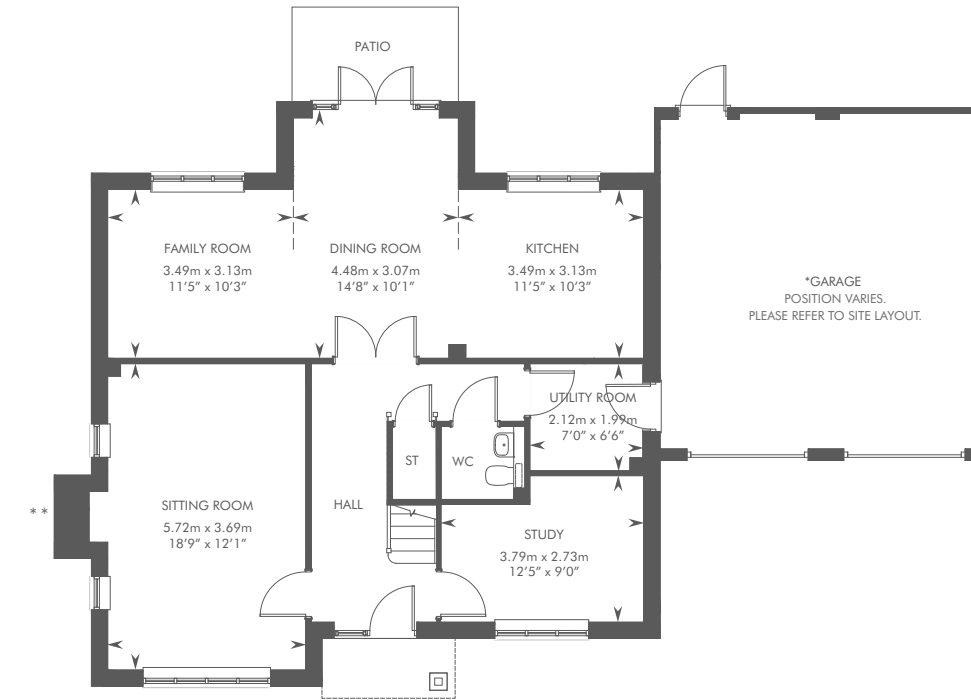 PATIO
FAMILY ROOM
3.49m x 3.13m
11’5” x 10’3”
DINING ROOM
4.48m x 3.07m
14’8” x 10’1”
KITCHEN
3.49m x 3.13m
11’5” x 10’3”
*GARAGE
POSITION VARIES.
PLEASE REFER TO SITE LAYOUT.
UTILITY ROOM
2.12m x 1.99m
7’0” x 6’6”
ST
WC
**
SITTING ROOM
5.72m x 3.69m
18’9” x 12’1”
HALL
STUDY
3.79m x 2.73m
12’5” x 9’0”